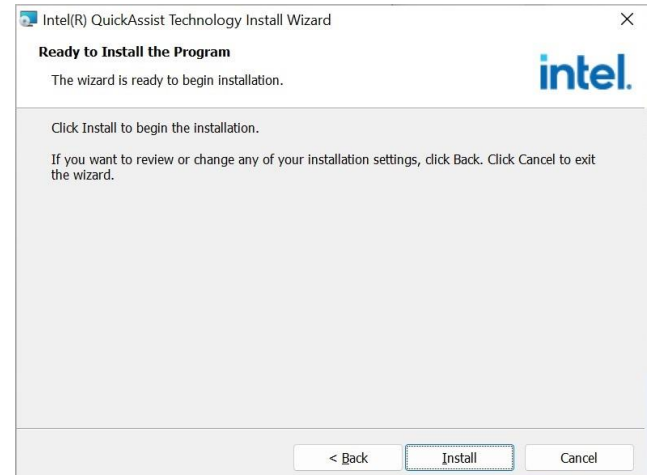 Intel(R) QuickAssist Technology Install Wizard
Ready to Install the Program
The wizard is ready to begin installation.
intel.
Click Install to begin the installation.
If you want to review or change any of your installation settings, click Back. Click Cancel to exit
the wizard.
< Back
Install
Cancel